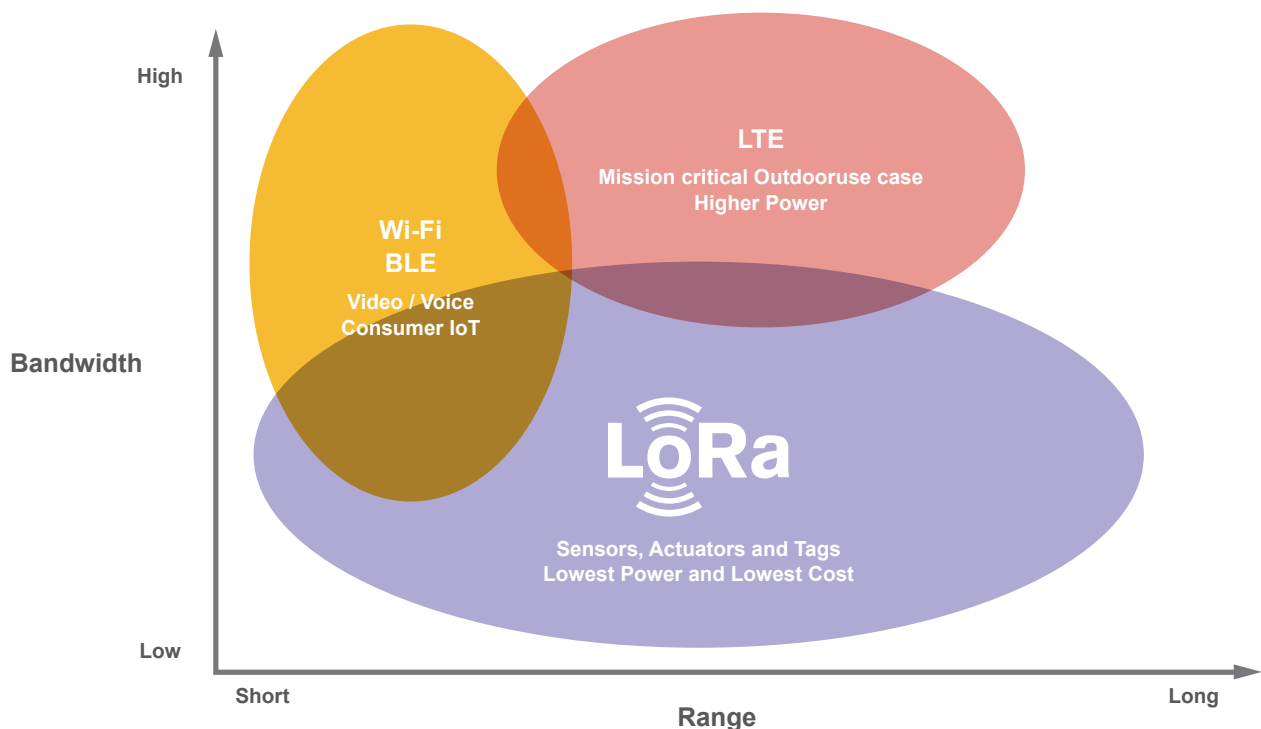 High
LTE
Mission critical Outdooruse case
Higher Power
Wi-Fi
BLE
Video / Voice
Consumer IoT
Bandwidth
LoRa
Sensors, Actuators and Tags
Lowest Power and Lowest Cost
Low
Short
Long
Range